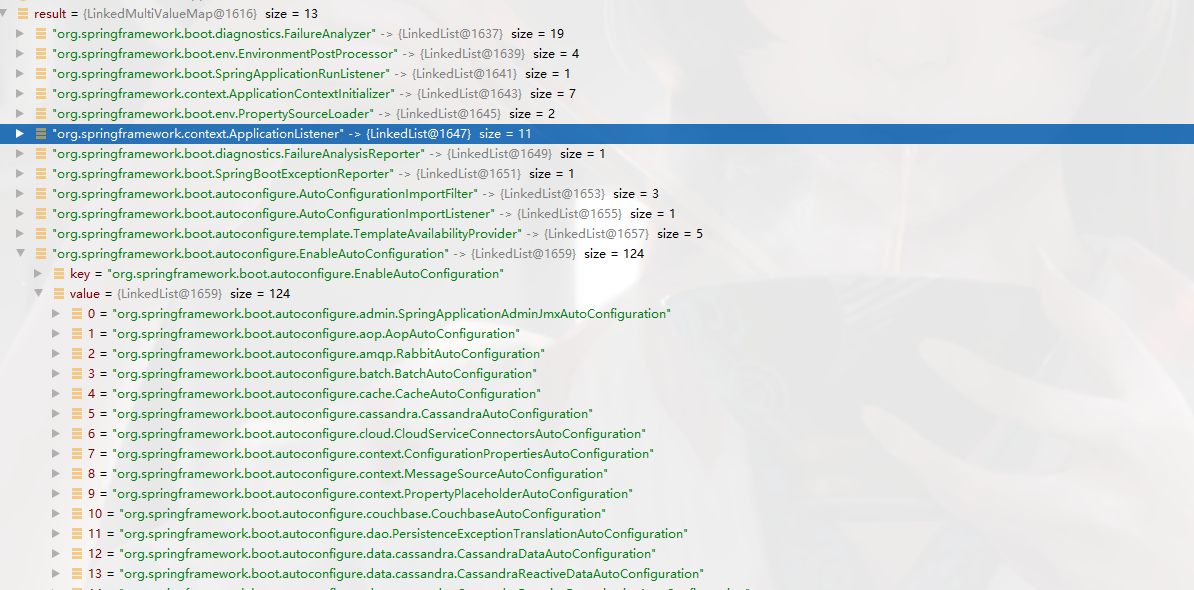 result = {LinkedMultiValueMap@1616} size = 13
"org.springframework.boot.diagnostics.FailureAnalyzer" -> {LinkedList@1637} size = 19
"org.springframework.boot.env.EnvironmentPostProcessor" -> {LinkedList@1639} size = 4
"org.springframework.boot.SpringApplicationRunListener" -> {LinkedList@1641} size = 1
"org.springframework.context.ApplicationContextInitializer" -> {LinkedList@1643} size = 7
"org.springframework.boot.env.PropertySourceLoader" -> {LinkedList@1645} size = 2
"org.springframework.context.ApplicationListener" -> {LinkedList@1647} size = 11
"org.springframework.boot.diagnostics.FailureAnalysisReporter" -> {LinkedList@1649} size = 1
"org.springframework.boot.SpringBootExceptionReporter" -> {LinkedList@1651} size = 1
"org.springframework.boot.autoconfigure.AutoConfigurationImportFilter" -> {LinkedList@1653} size = 3
"org.springframework.boot.autoconfigure.AutoConfigurationImportListener" -> {LinkedList@1655} size = 1
"org.springframework.boot.autoconfigure.template.TemplateAvailabilityProvider" -> {LinkedList@1657} size = 5
"org.springframework.boot.autoconfigure.EnableAutoConfiguration" -> {LinkedList@1659} size = 124
key = "org.springframework.boot.autoconfigure.EnableAutoConfiguration"
value = {LinkedList@1659} size = 124
0 = "org.springframework.boot.autoconfigure.admin.SpringApplicationAdminJmxAutoConfiguration"
1 = "org.springframework.boot.autoconfigure.aop.AopAutoConfiguration"
2 = "org.springframework.boot.autoconfigure.amqp.RabbitAutoConfiguration"
3 = "org.springframework.boot.autoconfigure.batch.BatchAutoConfiguration"
4 = "org.springframework.boot.autoconfigure.cache.CacheAutoConfiguration"
5 = "org.springframework.boot.autoconfigure.cassandra.CassandraAutoConfiguration"
6 = "org.springframework.boot.autoconfigure.cloud.CloudServiceConnectorsAutoConfiguration"
7 = "org.springframework.boot.autoconfigure.context.ConfigurationPropertiesAutoConfiguration"
8 = "org.springframework.boot.autoconfigure.context.MessageSourceAutoConfiguration"
9 = "org.springframework.boot.autoconfigure.context.PropertyPlaceholderAutoConfiguration"
10 = "org.springframework.boot.autoconfigure.couchbase.CouchbaseAutoConfiguration"
11 = "org.springframework.boot.autoconfigure.dao.PersistenceExceptionTranslationAutoConfiguration"
12 = "org.springframework.boot.autoconfigure.data.cassandra.CassandraDataAutoConfiguration"
13 = "org.springframework.boot.autoconfigure.data.cassandra.CassandraReactiveDataAutoConfiguration"